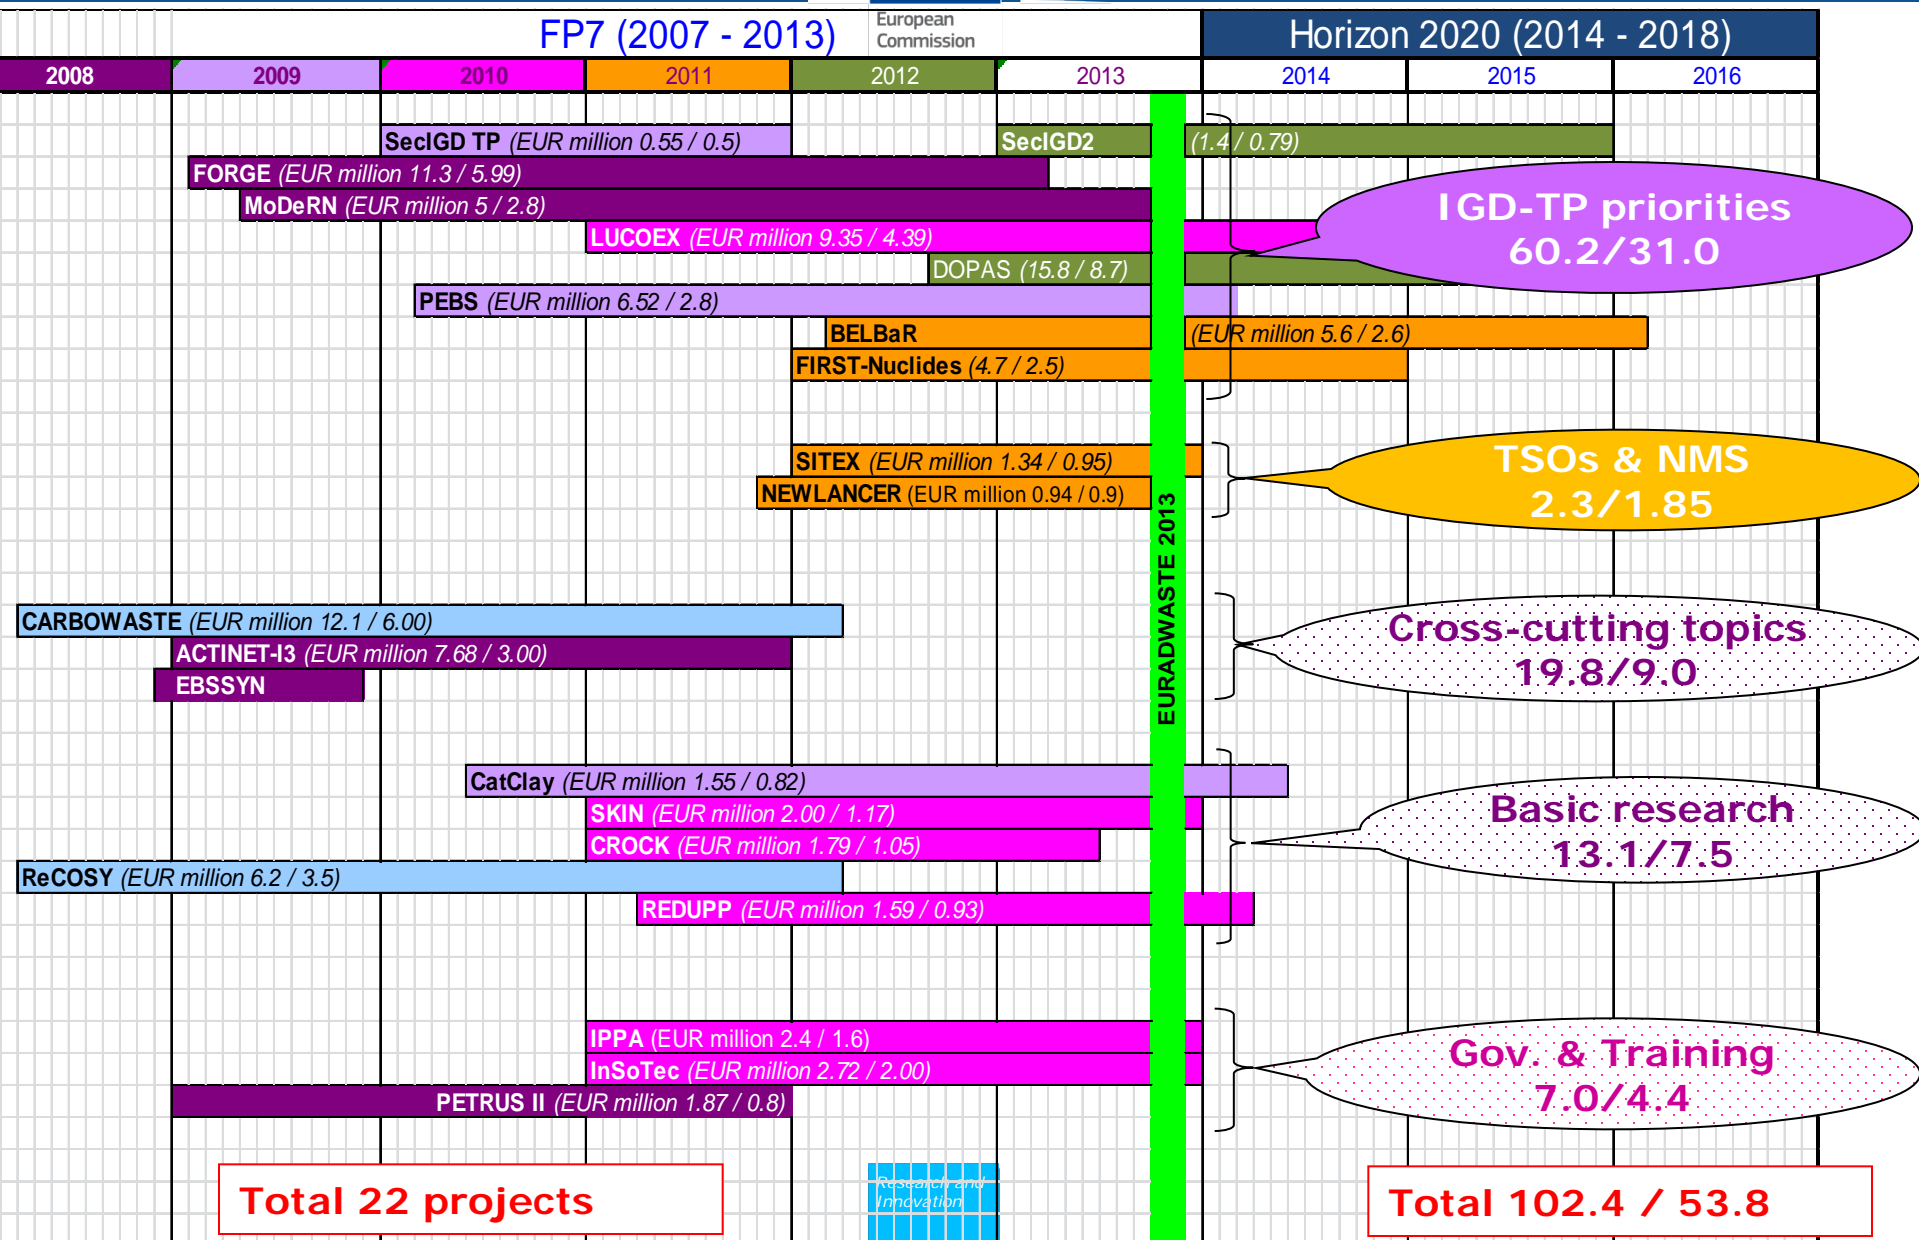 FP7 (2007 - 2013)
European
Commission
Horizon 2020 (2014 - 2018)
2008 2009 2010 2011 2012 2013 2014 2015 2016
SecIGD TP (EUR million 0.55 / 0.5)
SecIGD2 (1.4 / 0.79)
FORGE (EUR million 11.3 / 5.99)
MoDeRN (EUR million 5 / 2.8)
LUCOEX (EUR million 9.35 / 4.39)
DOPAS (15.8 / 8.7)
PEBS (EUR million 6.52 / 2.8)
BELBaR (EUR million 5.6 / 2.6)
FIRST-Nuclides (4.7 / 2.5)
IGD-TP priorities
60.2/31.0
SITEX (EUR million 1.34 / 0.95)
NEWLANCER (EUR million 0.94 / 0.9)
TSOs & NMS
2.3/1.85
EURADWASTE 2013
CARBOWASTE (EUR million 12.1 / 6.00)
ACTINET-I3 (EUR million 7.68 / 3.00)
EBSSYN
Cross-cutting topics
19.8/9.0
CatClay (EUR million 1.55 / 0.82)
SKIN (EUR million 2.00 / 1.17)
CROCK (EUR million 1.79 / 1.05)
ReCOSY (EUR million 6.2 / 3.5)
REDUPP (EUR million 1.59 / 0.93)
Basic research
13.1/7.5
IPPA (EUR million 2.4 / 1.6)
InSoTec (EUR million 2.72 / 2.00)
PETRUS II (EUR million 1.87 / 0.8)
Gov. & Training
7.0/4.4
Total 22 projects
Research and
Innovation
Total 102.4 / 53.8